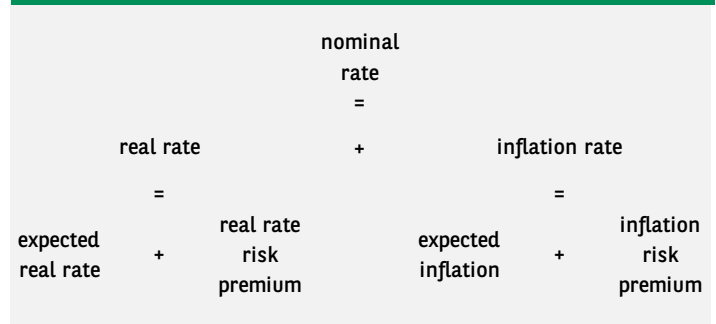 nominal
rate
=
real rate + inflation rate
= =
expected
real rate
+
real rate
risk
premium
expected
inflation
+
inflation
risk
premium